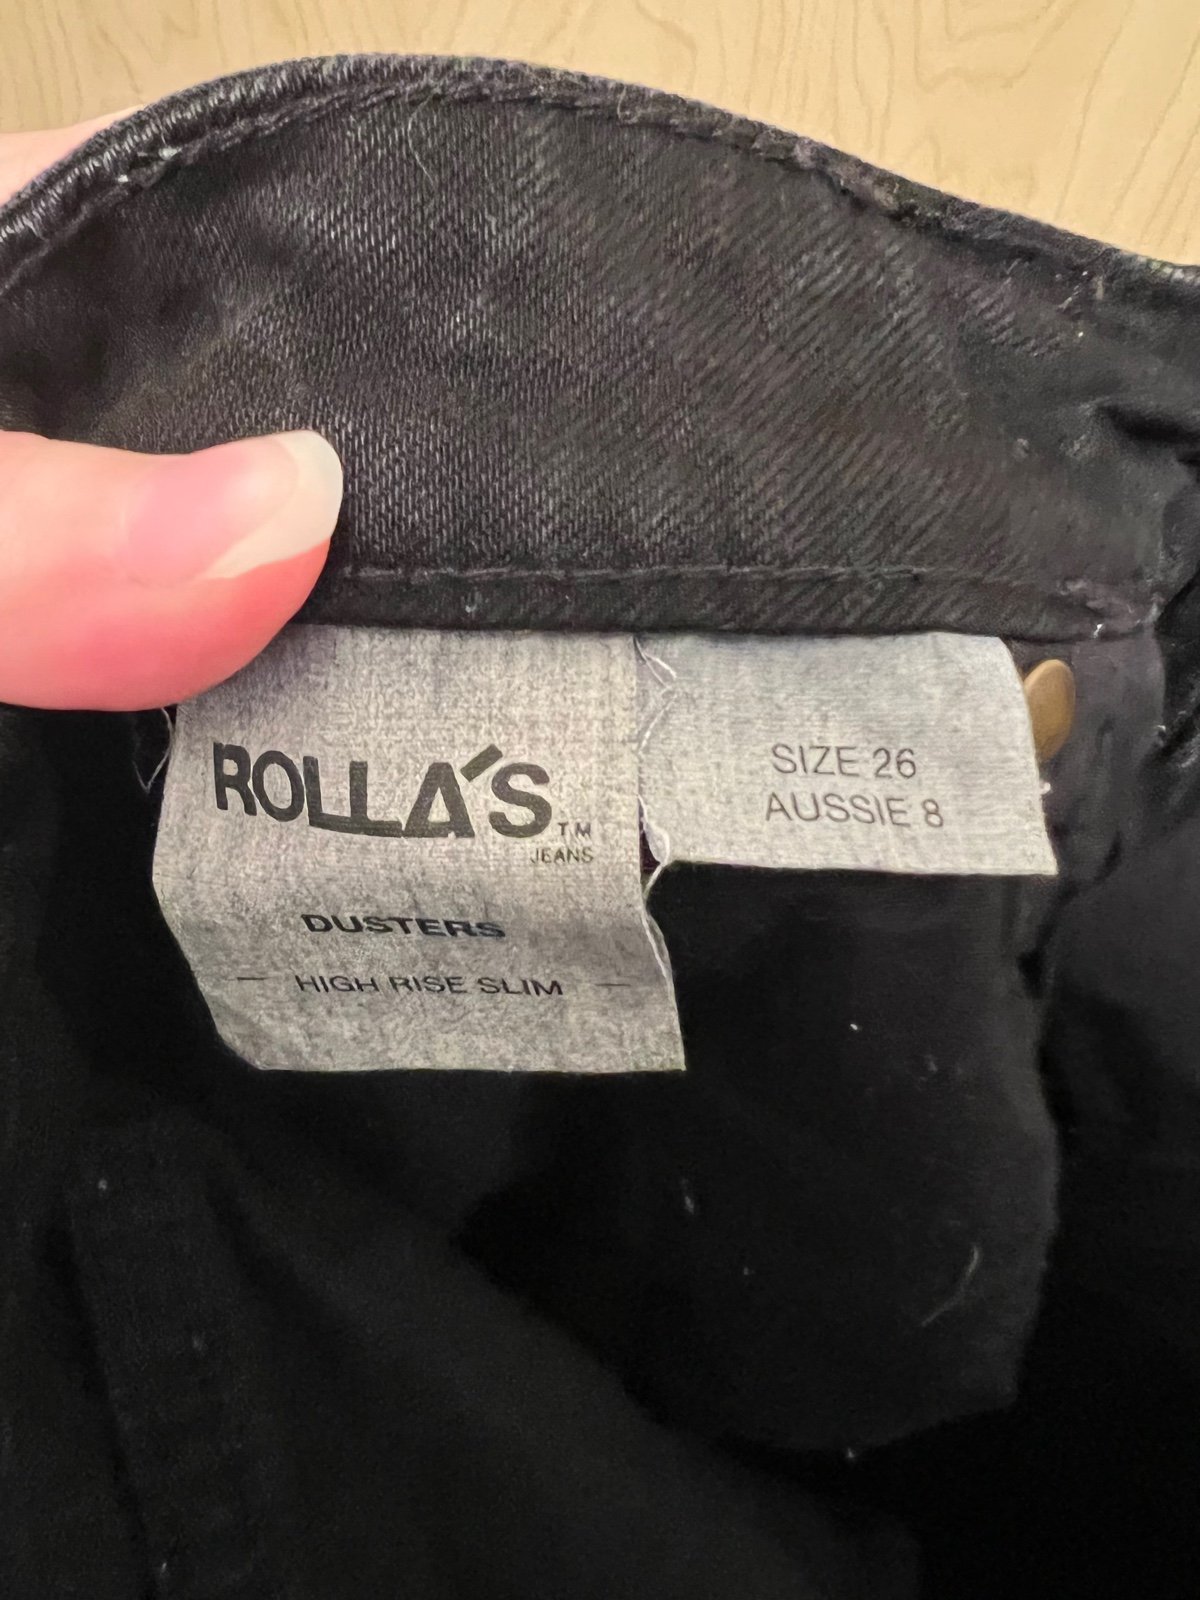 ROLLA'S
TM
JEANS
DUSTERS
- HIGH RISE SLIM -
SIZE 26
AUSSIE 8